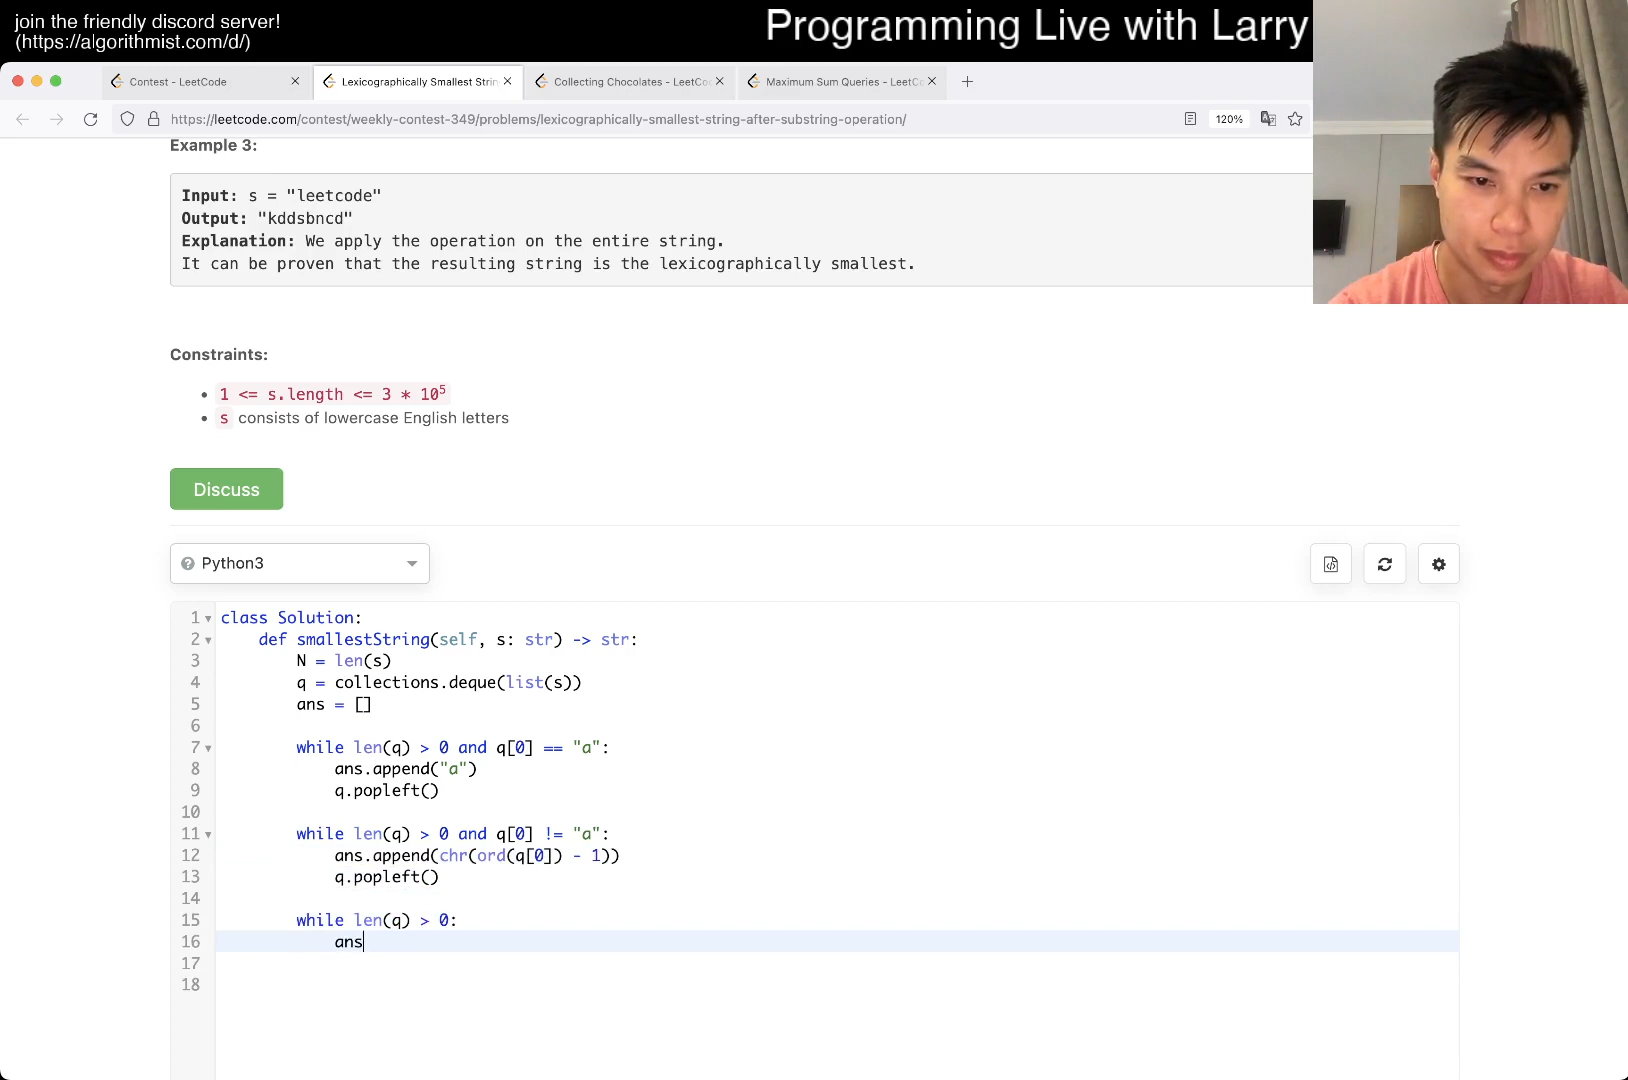 join the friendly discord server!
(https://algorithmist.com/d/)
Programming Live with Larry
Contest - LeetCode
Lexicographically Smallest Strin
Collecting Chocolates - LeetCo
Maximum Sum Queries - LeetCo
https://leetcode.com/contest/weekly-contest-349/problems/lexicographically-smallest-string-after-substring-operation/
120%
Example 3:
Input: s = "leetcode"
Output: "kddsbncd"
Explanation: We apply the operation on the entire string.
It can be proven that the resulting string is the lexicographically smallest.
Constraints:
• 1 <= s.length <= 3 * 10⁵
• s consists of lowercase English letters
Discuss
Python3
1 class Solution:
2 def smallestString(self, s: str) -> str:
3 N = len(s)
4 q = collections.deque(list(s))
5 ans = []
6
7 while len(q) > 0 and q[0] == "a":
8 ans.append("a")
9 q.popleft()
10
11 while len(q) > 0 and q[0] != "a":
12 ans.append(chr(ord(q[0]) - 1))
13 q.popleft()
14
15 while len(q) > 0:
16 ans
17
18